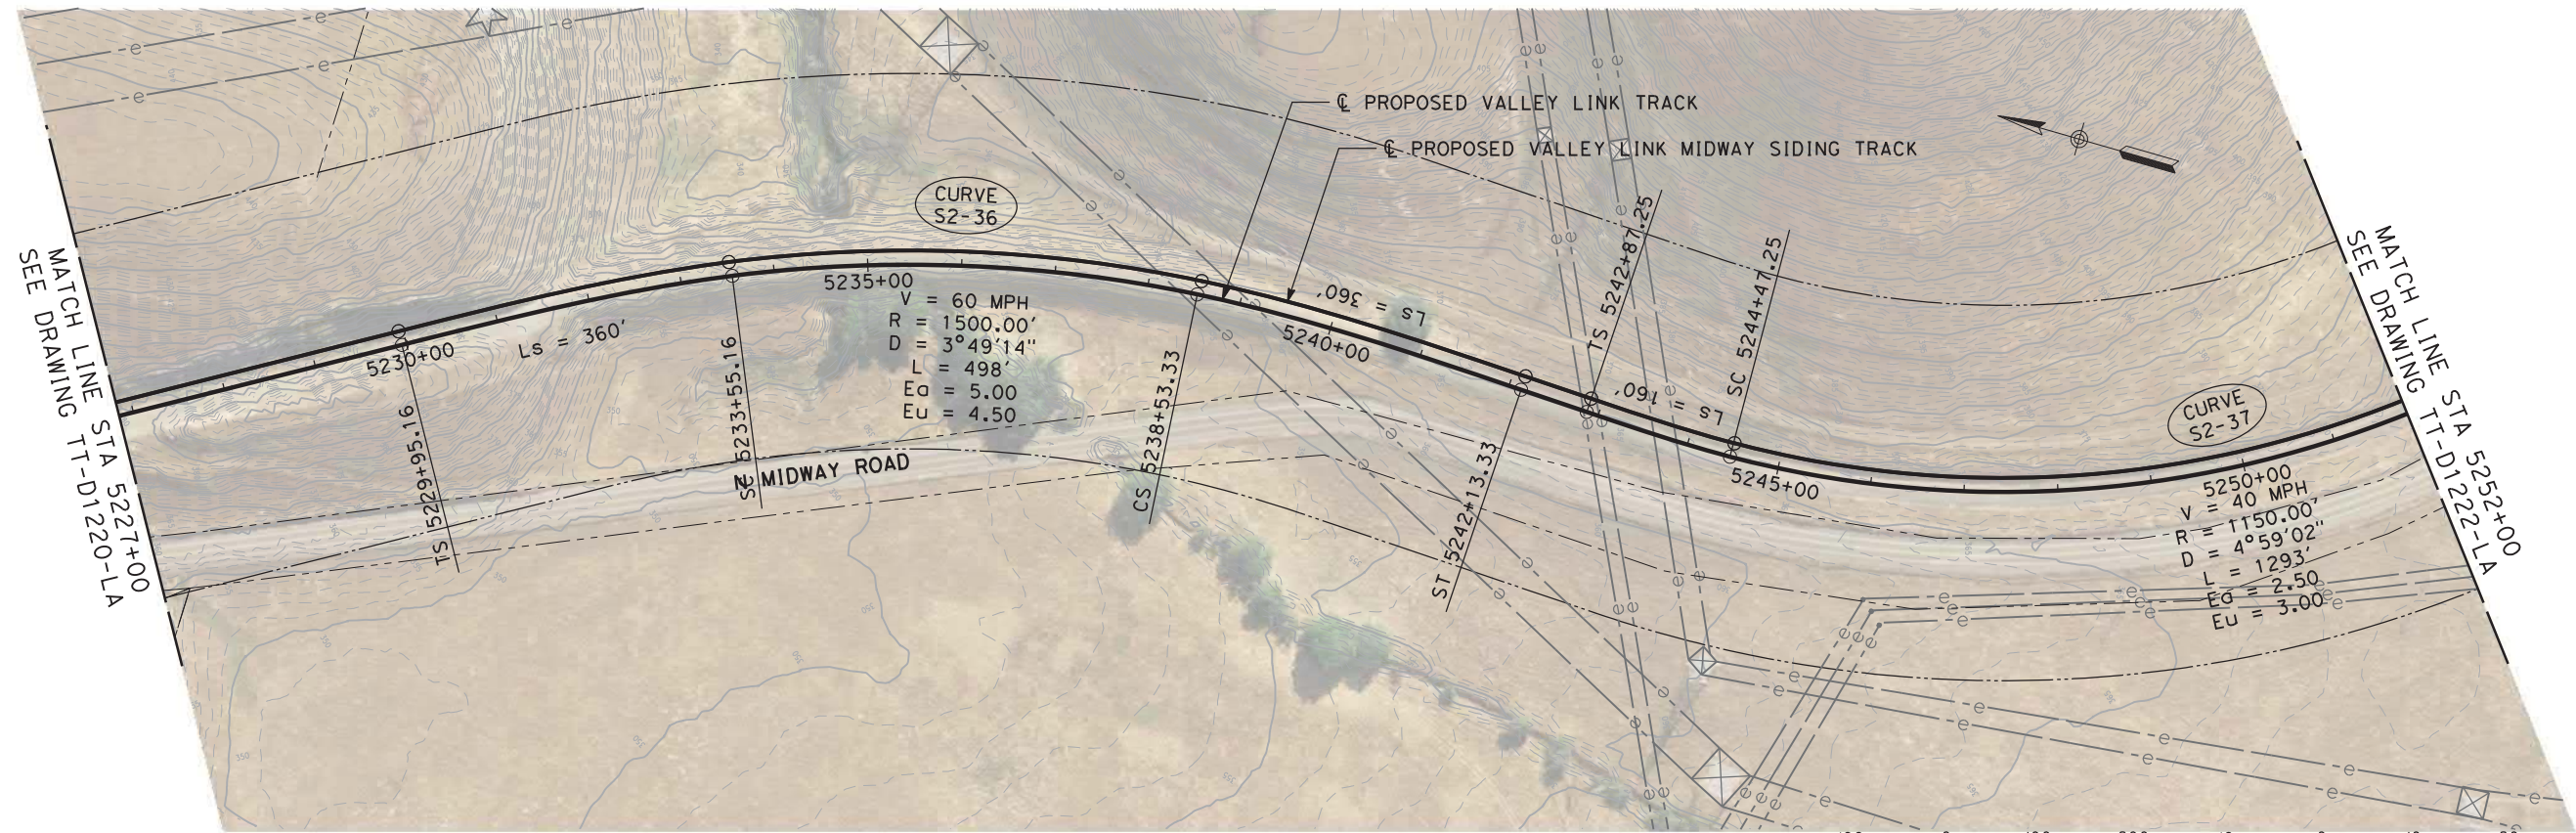 MATCH LINE STA 5227+00
SEE DRAWING TT-D1220-LA
℄ PROPOSED VALLEY LINK TRACK
℄ PROPOSED VALLEY LINK MIDWAY SIDING TRACK
CURVE
S2-36
5230+00
Ls = 360'
5235+00
V = 60 MPH
R = 1500.00'
D = 3°49'14"
L = 498'
Ea = 5.00
Eu = 4.50
TS 5229+95.16
SC 5233+55.16
N MIDWAY ROAD
CS 5238+53.33
5240+00
Ls = 360'
ST 5242+13.33
TS 5242+87.25
Ls = 160'
SC 5244+47.25
5245+00
CURVE
S2-37
5250+00
V = 40 MPH
R = 1150.00'
D = 4°59'02"
L = 1293'
Ea = 2.50
Eu = 3.00
MATCH LINE STA 5252+00
SEE DRAWING TT-D1222-LA